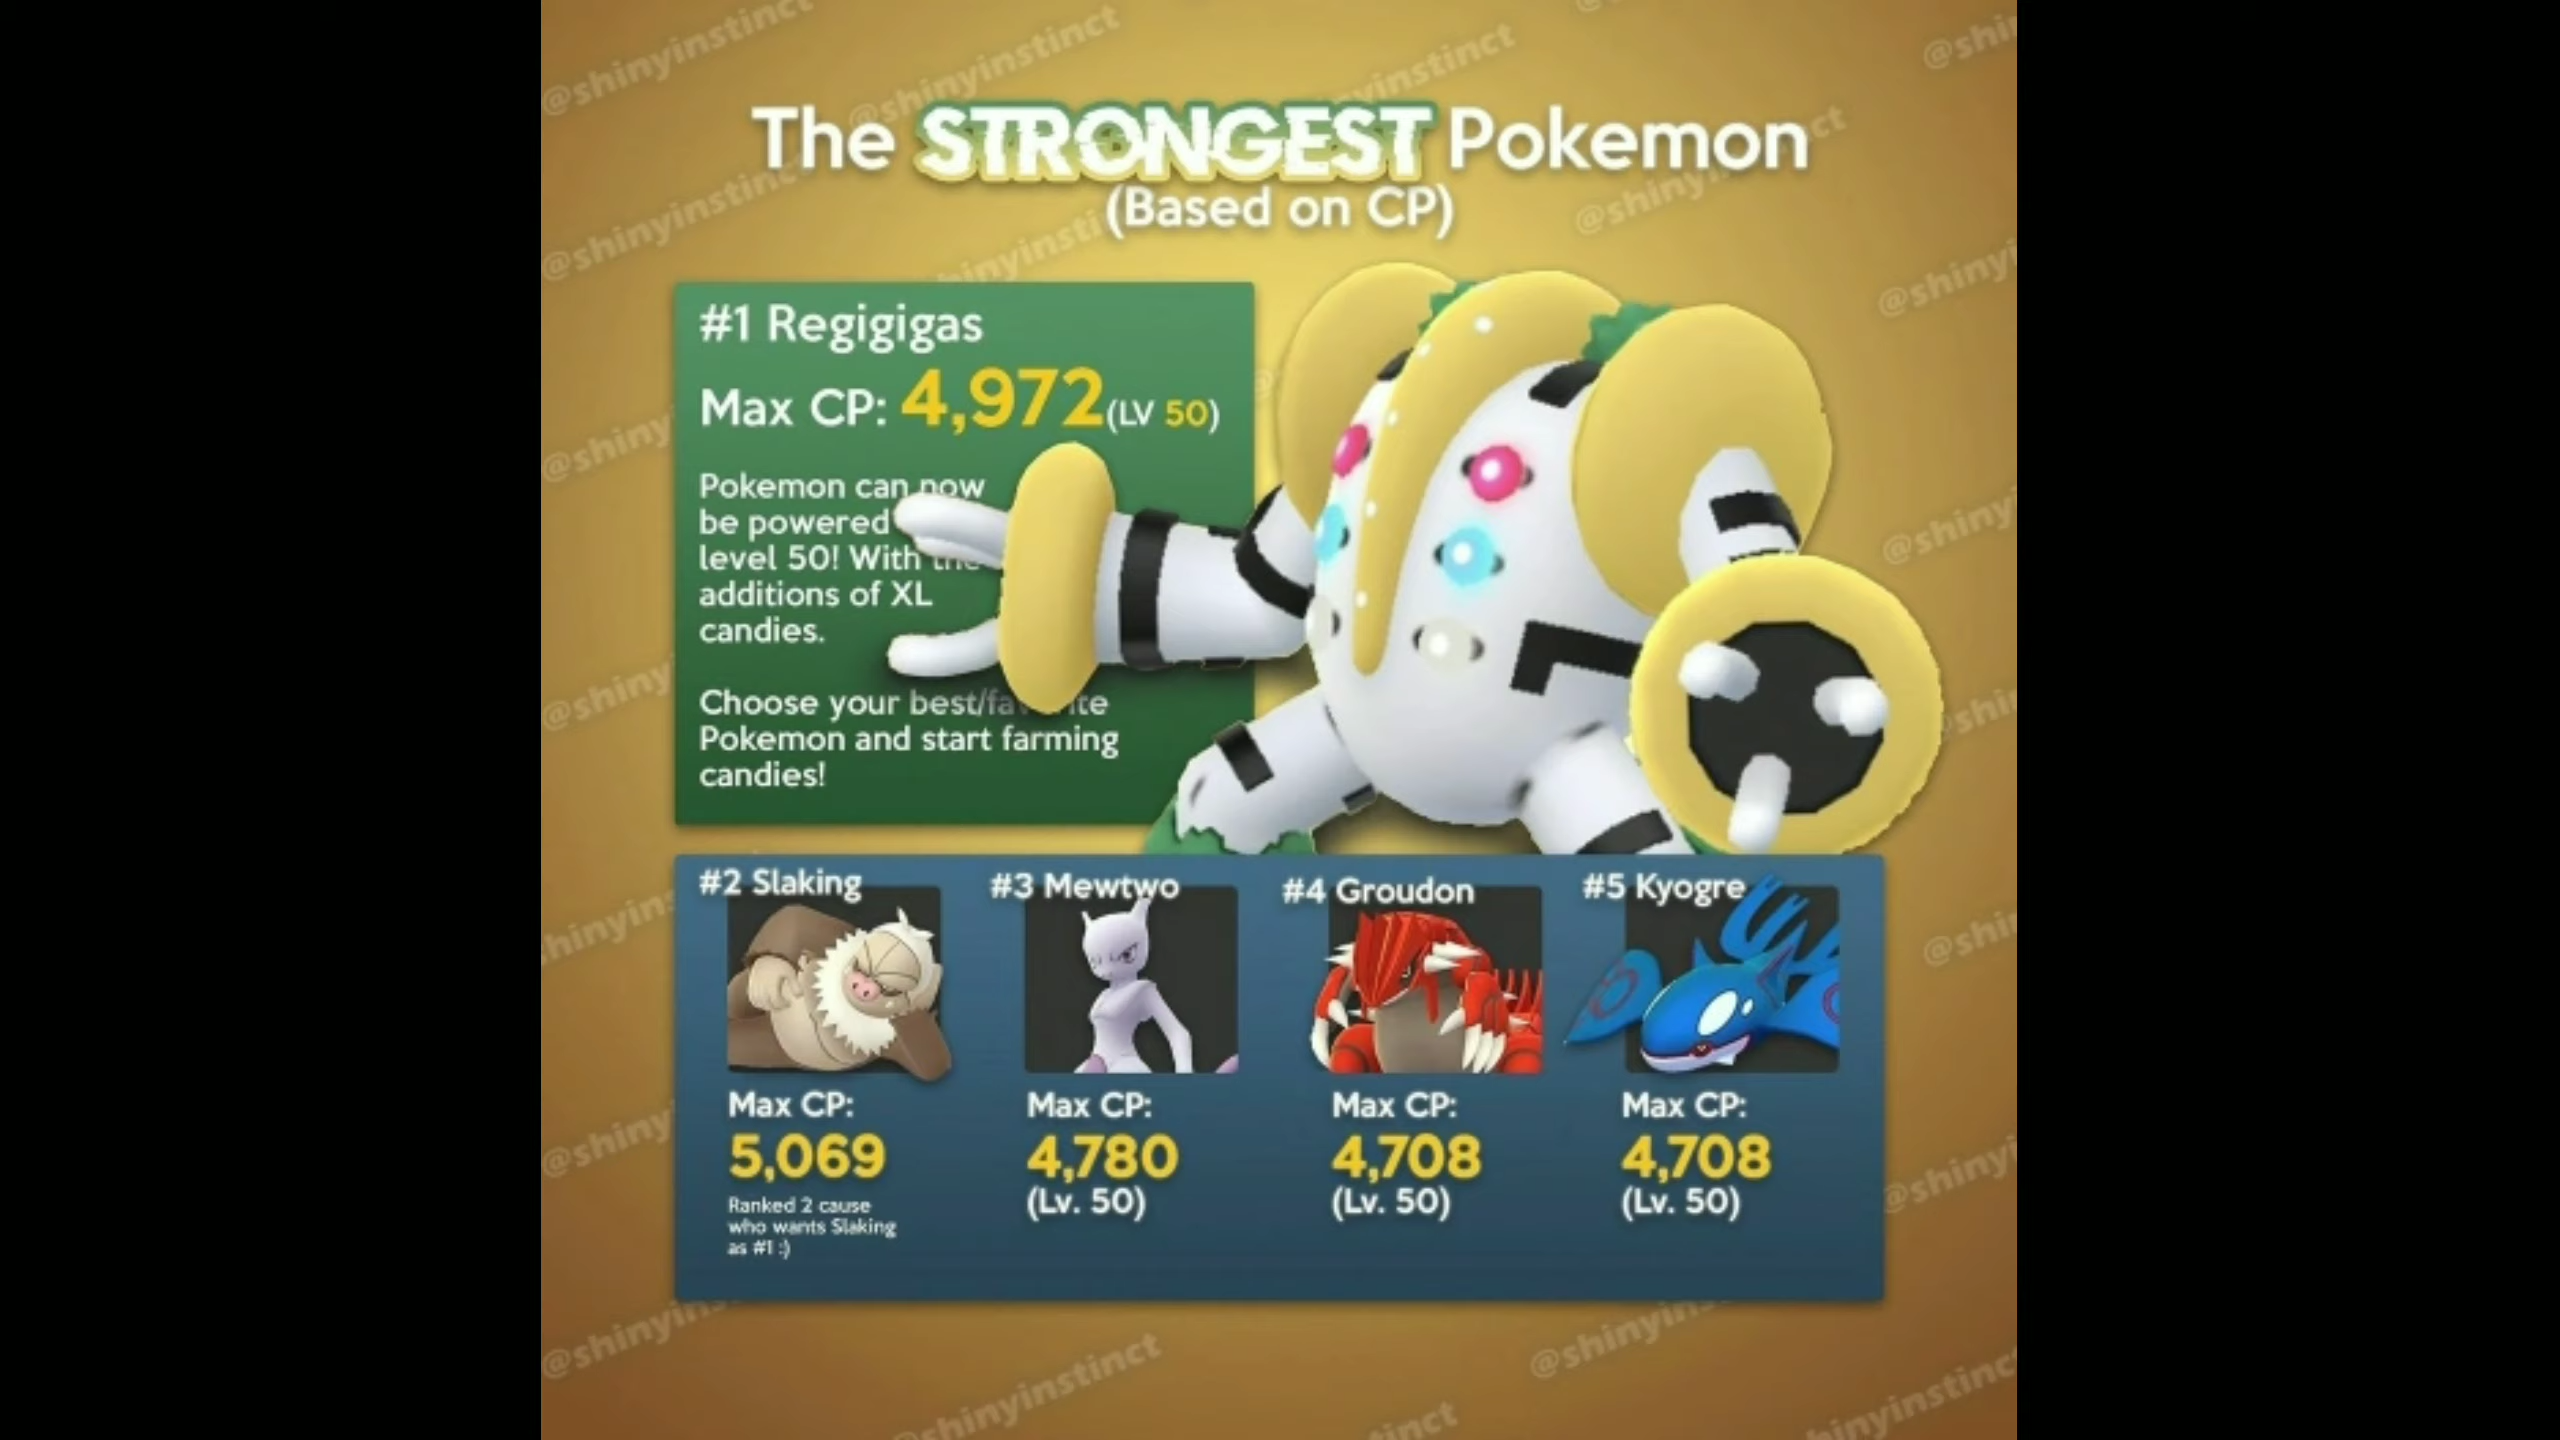 The STRONGEST Pokemon
(Based on CP)
#1 Regigigas
Max CP: 4,972 (LV 50)
Pokemon can now
be powered
level 50! With the
additions of XL
candies.
Choose your best/favorite
Pokemon and start farming
candies!
#2 Slaking
Max CP:
5,069
Ranked 2 cause
who wants Slaking
as #1 :)
#3 Mewtwo
Max CP:
4,780
(Lv. 50)
#4 Groudon
Max CP:
4,708
(Lv. 50)
#5 Kyogre
Max CP:
4,708
(Lv. 50)
@shinyinstinct